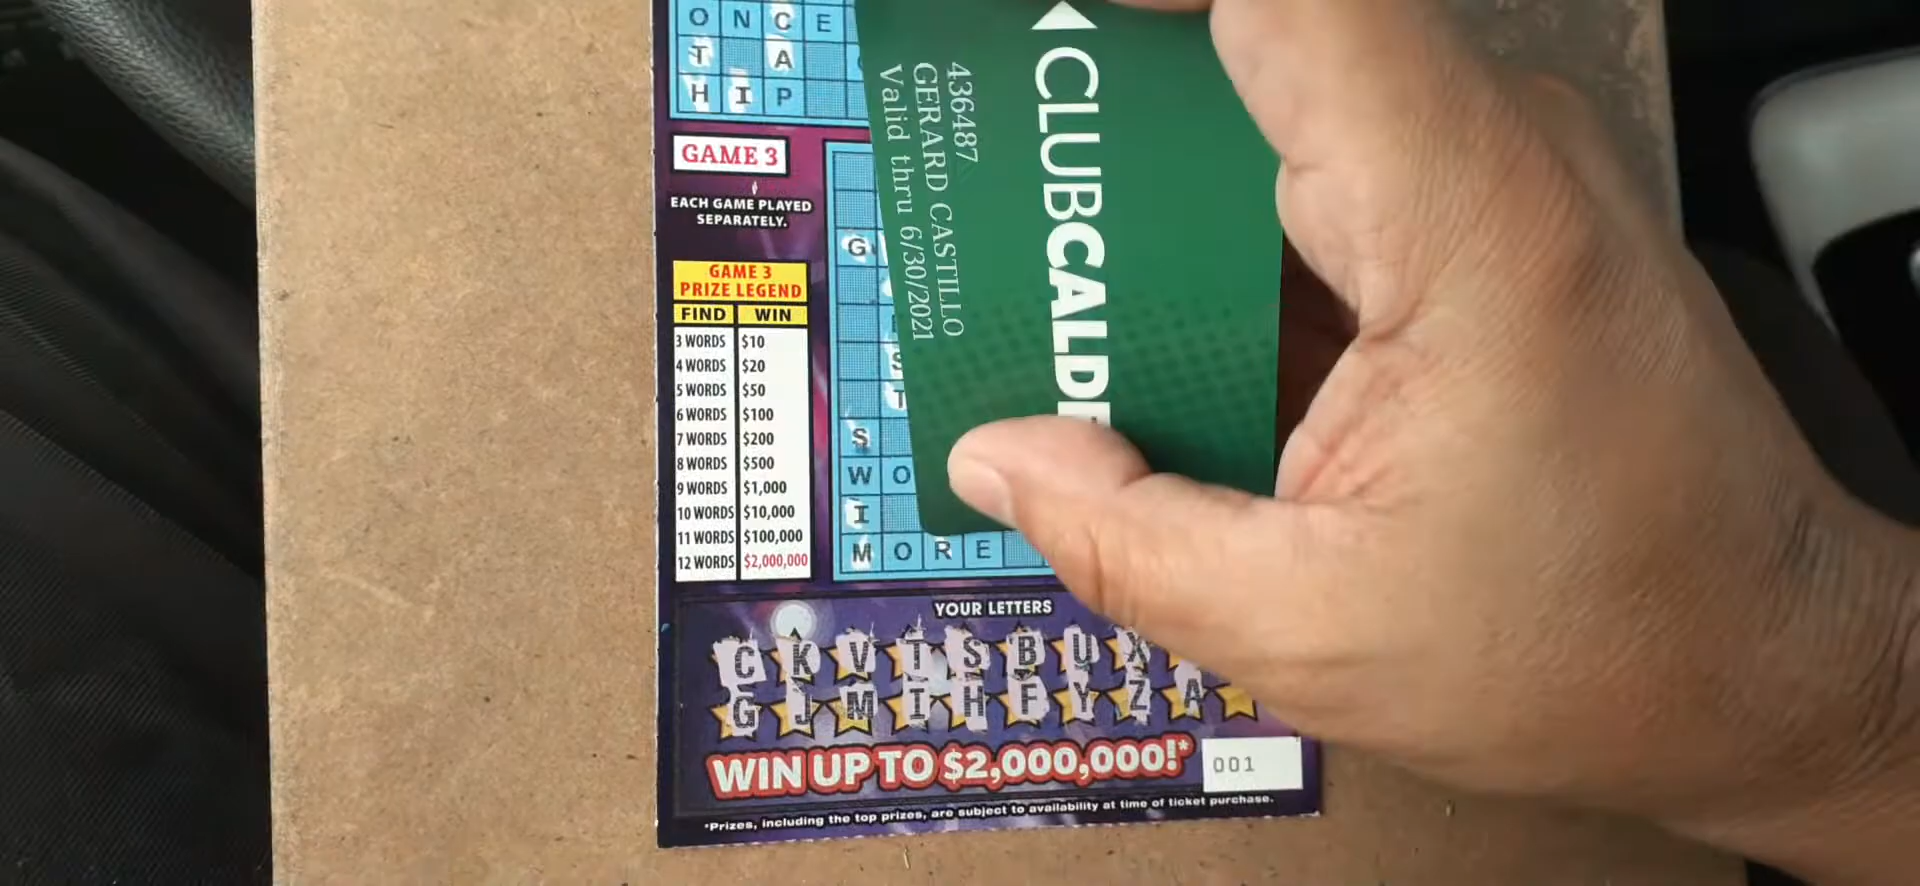 O N C E
T A
H I P
GAME 3
EACH GAME PLAYED
SEPARATELY.
GAME 3
PRIZE LEGEND
FIND WIN
3 WORDS $10
4 WORDS $20
5 WORDS $50
6 WORDS $100
7 WORDS $200
8 WORDS $500
9 WORDS $1,000
10 WORDS $10,000
11 WORDS $100,000
12 WORDS $2,000,000
G
S
T
S
W O
I
M O R E
CLUBCALD
436487
GERARD CASTILLO
Valid thru 6/30/2021
YOUR LETTERS
C K V T S B U X
G J M I H F Y Z A
WIN UP TO $2,000,000!*
001
*Prizes, including the top prizes, are subject to availability at time of ticket purchase.